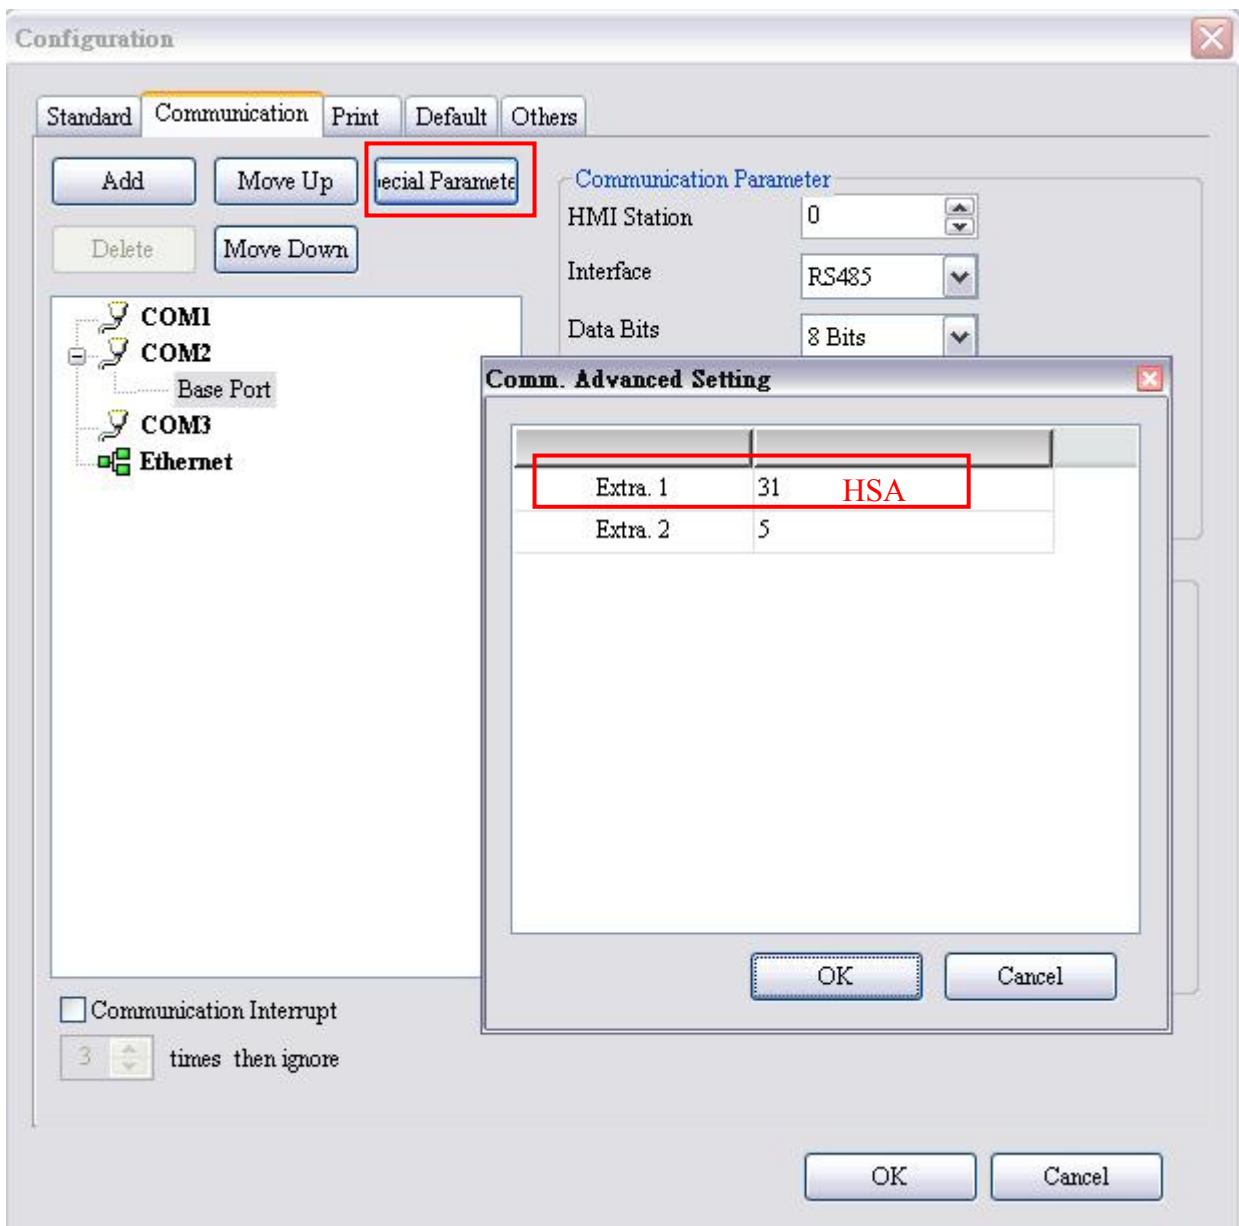 Configuration
Standard Communication Print Default Others
Add Move Up ecial Paramete
Delete Move Down
Communication Parameter
HMI Station 0
Interface RS485
Data Bits 8 Bits
COM1
COM2
Base Port
COM3
Ethernet
Comm. Advanced Setting
Extra. 1 31 HSA
Extra. 2 5
OK Cancel
Communication Interrupt
3 times then ignore
OK Cancel